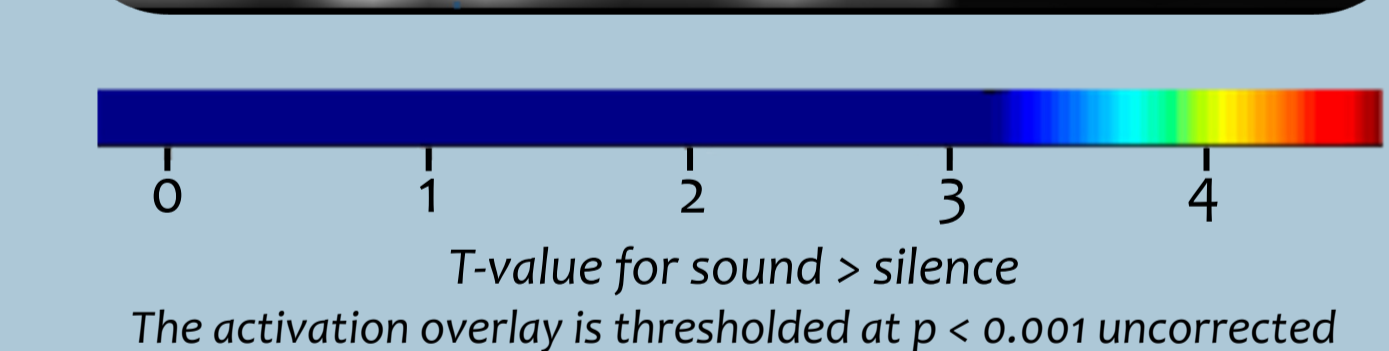 0 1 2 3 4
T-value for sound > silence
The activation overlay is thresholded at p < 0.001 uncorrected